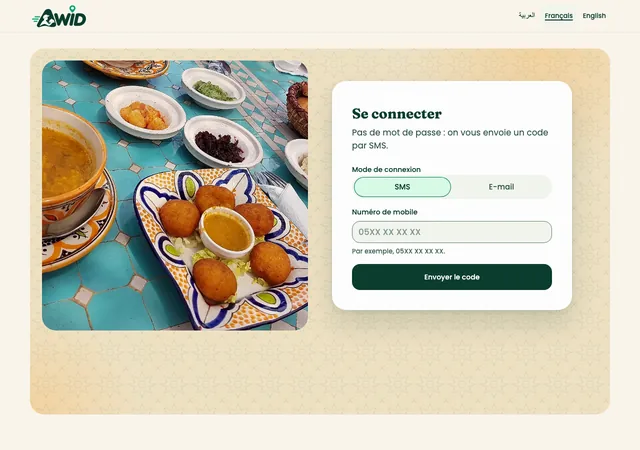 AWID
العربية
Français
English
Se connecter
Pas de mot de passe : on vous envoie un code
par SMS.
Mode de connexion
SMS
E-mail
Numéro de mobile
05XX XX XX XX
Par exemple, 05XX XX XX XX.
Envoyer le code